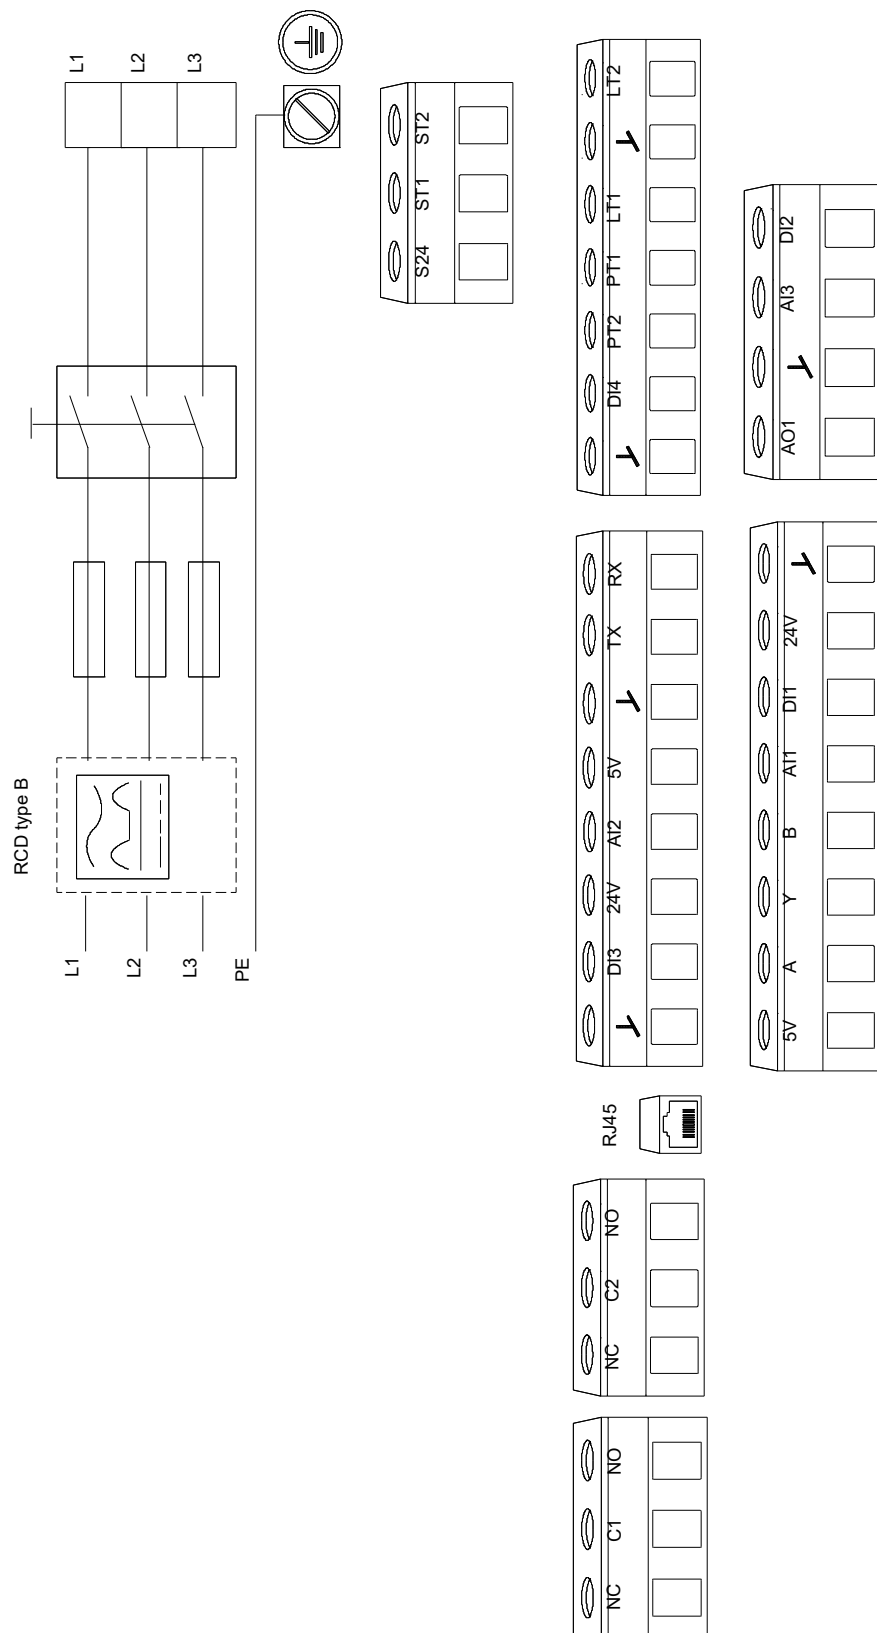 L1
L2
L3
ST2
ST1
S24
LT2
LT1
PT1
PT2
DI4
DI2
AI3
AO1
RX
TX
5V
AI2
24V
DI3
24V
DI1
AI1
B
Y
A
5V
RCD type B
L1
L2
L3
PE
RJ45
NO
C2
NC
NO
C1
NC